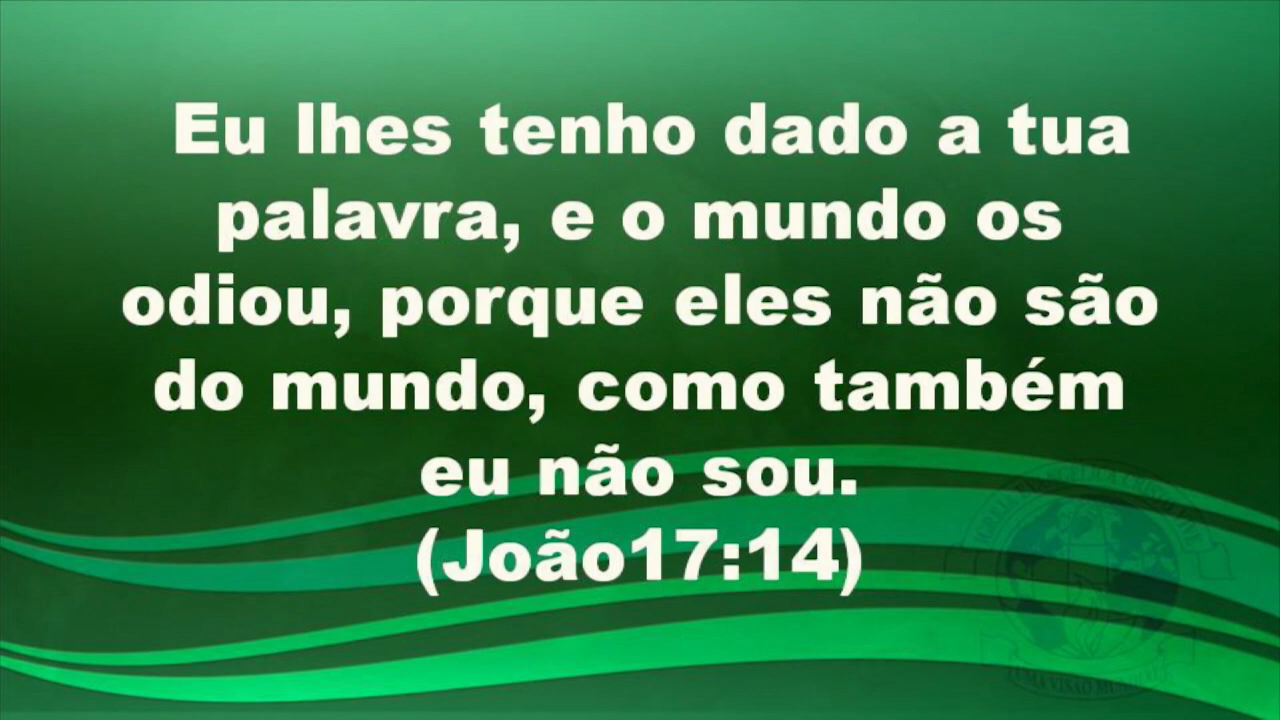 Eu lhes tenho dado a tua
palavra, e o mundo os
odiou, porque eles não são
do mundo, como também
eu não sou.
(João17:14)